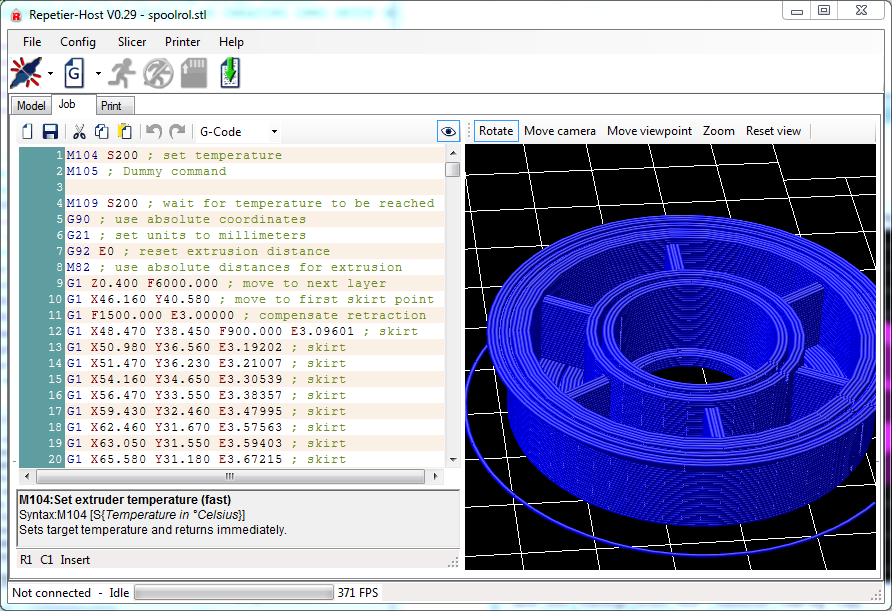 Repetier-Host V0.29 - spoolrol.stl
File Config Slicer Printer Help
G
Model Job Print
G-Code
Rotate Move camera Move viewpoint Zoom Reset view
1 M104 S200 ; set temperature
2 M105 ; Dummy command
3
4 M109 S200 ; wait for temperature to be reached
5 G90 ; use absolute coordinates
6 G21 ; set units to millimeters
7 G92 E0 ; reset extrusion distance
8 M82 ; use absolute distances for extrusion
9 G1 Z0.400 F6000.000 ; move to next layer
10 G1 X46.160 Y40.580 ; move to first skirt point
11 G1 F1500.000 E3.00000 ; compensate retraction
12 G1 X48.470 Y38.450 F900.000 E3.09601 ; skirt
13 G1 X50.980 Y36.560 E3.19202 ; skirt
14 G1 X51.470 Y36.230 E3.21007 ; skirt
15 G1 X54.160 Y34.650 E3.30539 ; skirt
16 G1 X56.470 Y33.550 E3.38357 ; skirt
17 G1 X59.430 Y32.460 E3.47995 ; skirt
18 G1 X62.460 Y31.670 E3.57563 ; skirt
19 G1 X63.050 Y31.550 E3.59403 ; skirt
20 G1 X65.580 Y31.180 E3.67215 ; skirt
M104:Set extruder temperature (fast)
Syntax:M104 [S{Temperature in °Celsius}]
Sets target temperature and returns immediately.
R1 C1 Insert
Not connected - Idle 371 FPS